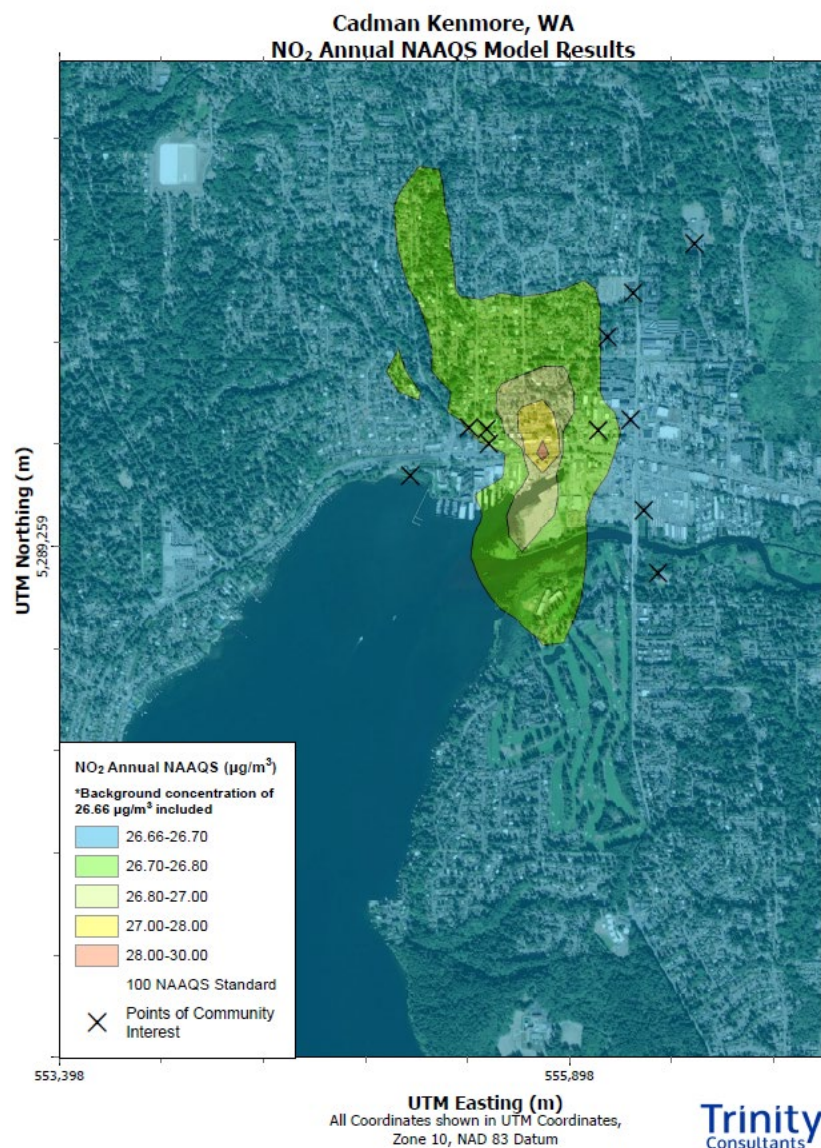 Cadman Kenmore, WA
NO₂ Annual NAAQS Model Results
UTM Northing (m)
5,289,259
NO₂ Annual NAAQS (µg/m³)
*Background concentration of
26.66 µg/m³ included
26.66-26.70
26.70-26.80
26.80-27.00
27.00-28.00
28.00-30.00
100 NAAQS Standard
Points of Community
Interest
553,398
555,898
UTM Easting (m)
All Coordinates shown in UTM Coordinates,
Zone 10, NAD 83 Datum
Trinity
Consultants